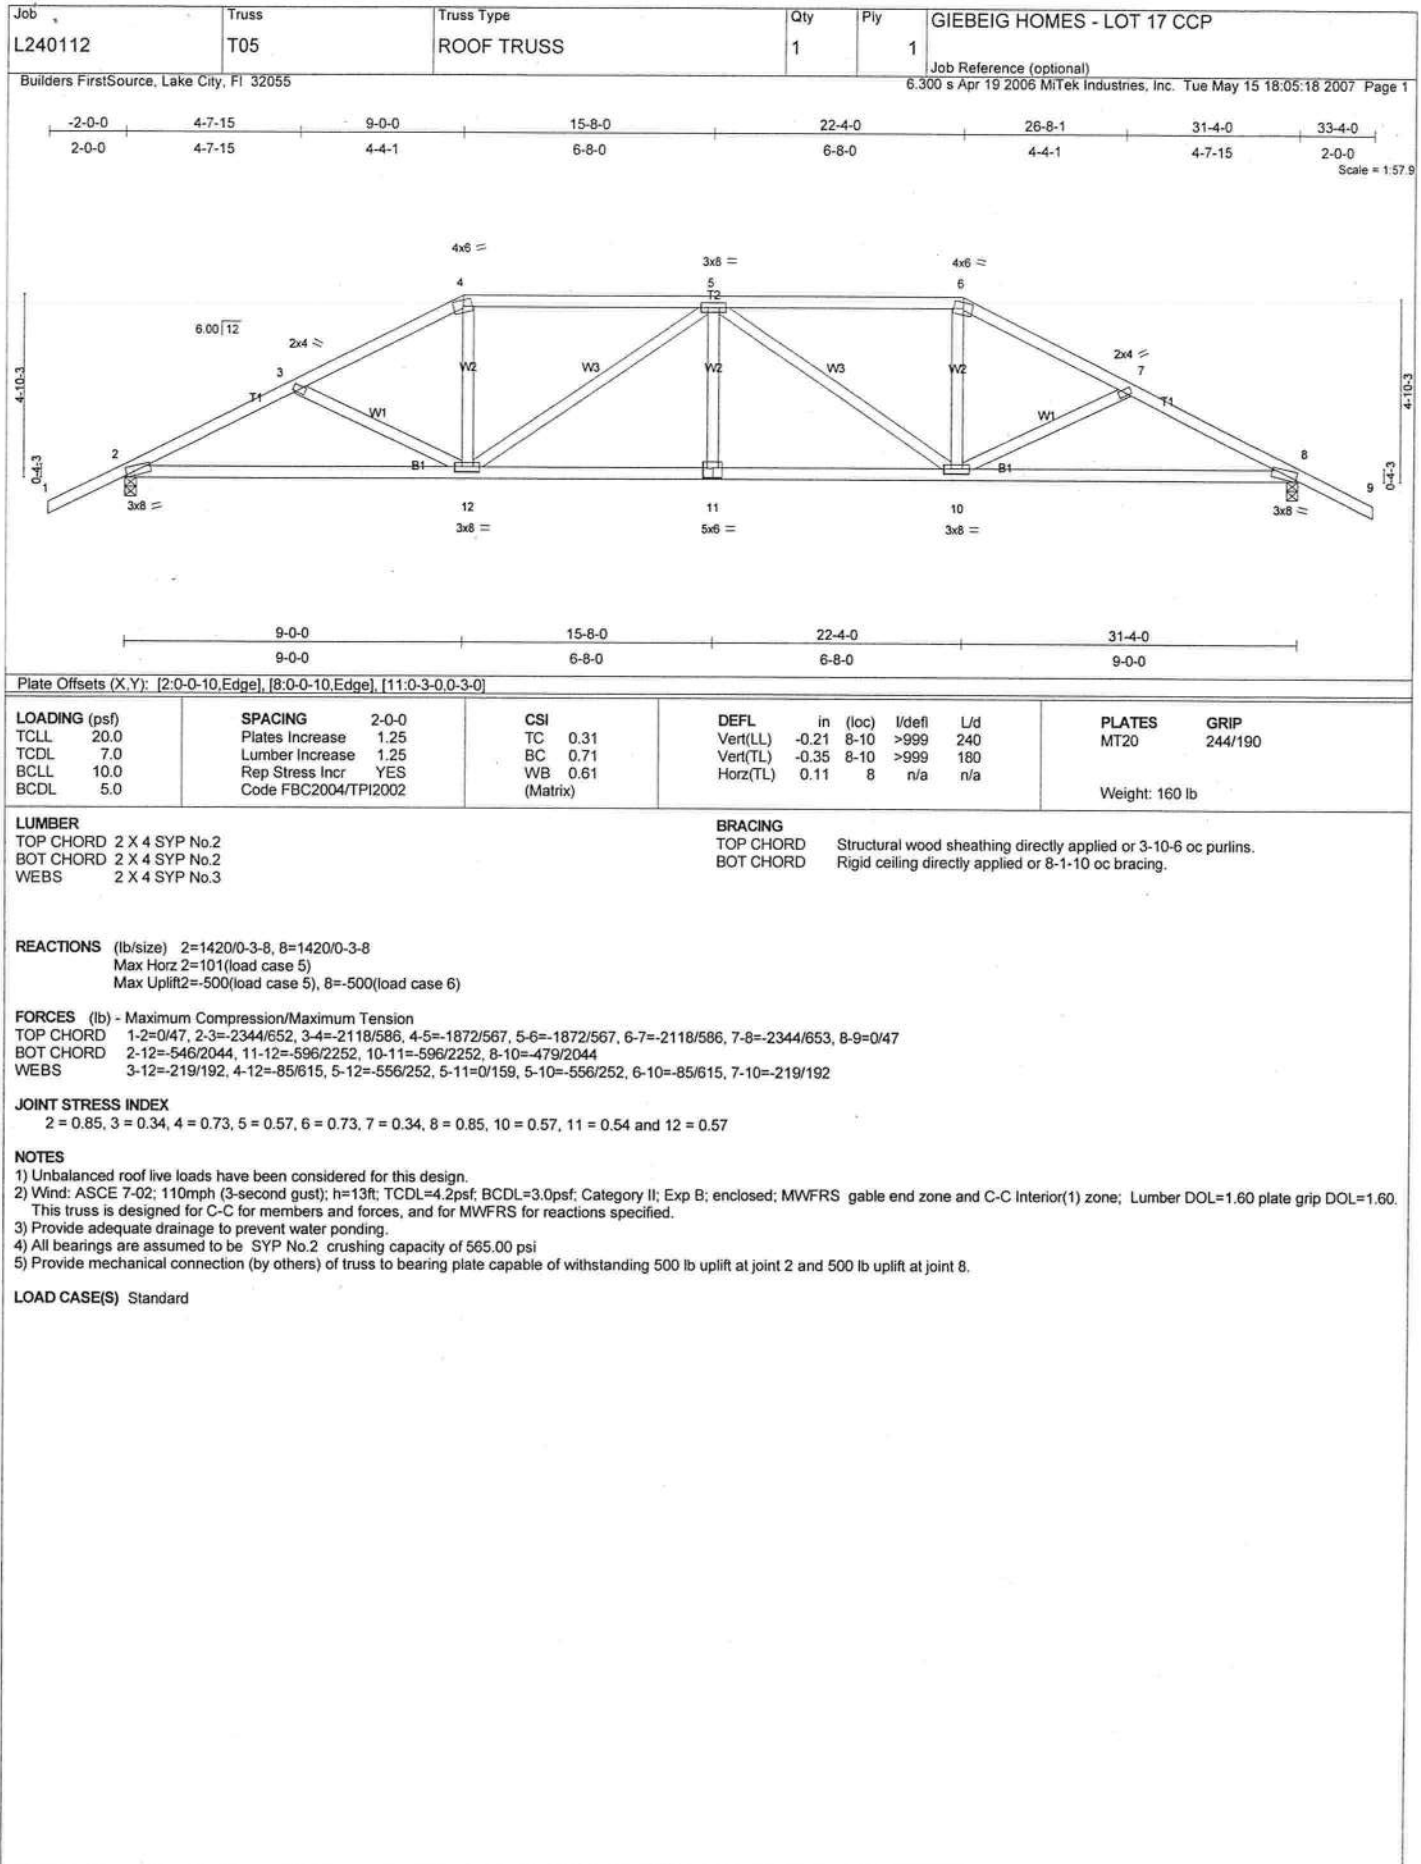 Job Truss Truss Type Qty Ply GIEBEIG HOMES - LOT 17 CCP
L240112 T05 ROOF TRUSS 1 1
Job Reference (optional)
Builders FirstSource, Lake City, Fl 32055 6.300 s Apr 19 2006 MiTek Industries, Inc. Tue May 15 18:05:18 2007 Page 1
-2-0-0 4-7-15 9-0-0 15-8-0 22-4-0 26-8-1 31-4-0 33-4-0
2-0-0 4-7-15 4-4-1 6-8-0 6-8-0 4-4-1 4-7-15 2-0-0
Scale = 1:57.9
4x6 = 3x8 = 4x6 =
4 5 6
T2
6.00 12
2x4 = 2x4 =
3 7
W2 W3 W2 W3 W2
4-10-3 4-10-3
T1 W1 W1 T1
2 B1 B1 8
0-4-3 0-4-3
1 9
3x8 = 12 11 10 3x8 =
3x8 = 5x6 = 3x8 =
9-0-0 15-8-0 22-4-0 31-4-0
9-0-0 6-8-0 6-8-0 9-0-0
Plate Offsets (X,Y): [2:0-0-10,Edge], [8:0-0-10,Edge], [11:0-3-0,0-3-0]
LOADING (psf) SPACING 2-0-0 CSI DEFL in (loc) l/defl L/d PLATES GRIP
TCLL 20.0 Plates Increase 1.25 TC 0.31 Vert(LL) -0.21 8-10 >999 240 MT20 244/190
TCDL 7.0 Lumber Increase 1.25 BC 0.71 Vert(TL) -0.35 8-10 >999 180
BCLL 10.0 Rep Stress Incr YES WB 0.61 Horz(TL) 0.11 8 n/a n/a
BCDL 5.0 Code FBC2004/TPI2002 (Matrix) Weight: 160 lb
LUMBER BRACING
TOP CHORD 2 X 4 SYP No.2 TOP CHORD Structural wood sheathing directly applied or 3-10-6 oc purlins.
BOT CHORD 2 X 4 SYP No.2 BOT CHORD Rigid ceiling directly applied or 8-1-10 oc bracing.
WEBS 2 X 4 SYP No.3
REACTIONS (lb/size) 2=1420/0-3-8, 8=1420/0-3-8
Max Horz 2=101(load case 5)
Max Uplift2=-500(load case 5), 8=-500(load case 6)
FORCES (lb) - Maximum Compression/Maximum Tension
TOP CHORD 1-2=0/47, 2-3=-2344/652, 3-4=-2118/586, 4-5=-1872/567, 5-6=-1872/567, 6-7=-2118/586, 7-8=-2344/653, 8-9=0/47
BOT CHORD 2-12=-546/2044, 11-12=-596/2252, 10-11=-596/2252, 8-10=-479/2044
WEBS 3-12=-219/192, 4-12=-85/615, 5-12=-556/252, 5-11=0/159, 5-10=-556/252, 6-10=-85/615, 7-10=-219/192
JOINT STRESS INDEX
2 = 0.85, 3 = 0.34, 4 = 0.73, 5 = 0.57, 6 = 0.73, 7 = 0.34, 8 = 0.85, 10 = 0.57, 11 = 0.54 and 12 = 0.57
NOTES
1) Unbalanced roof live loads have been considered for this design.
2) Wind: ASCE 7-02; 110mph (3-second gust); h=13ft; TCDL=4.2psf; BCDL=3.0psf; Category II; Exp B; enclosed; MWFRS gable end zone and C-C Interior(1) zone; Lumber DOL=1.60 plate grip DOL=1.60.
This truss is designed for C-C for members and forces, and for MWFRS for reactions specified.
3) Provide adequate drainage to prevent water ponding.
4) All bearings are assumed to be SYP No.2 crushing capacity of 565.00 psi
5) Provide mechanical connection (by others) of truss to bearing plate capable of withstanding 500 lb uplift at joint 2 and 500 lb uplift at joint 8.
LOAD CASE(S) Standard